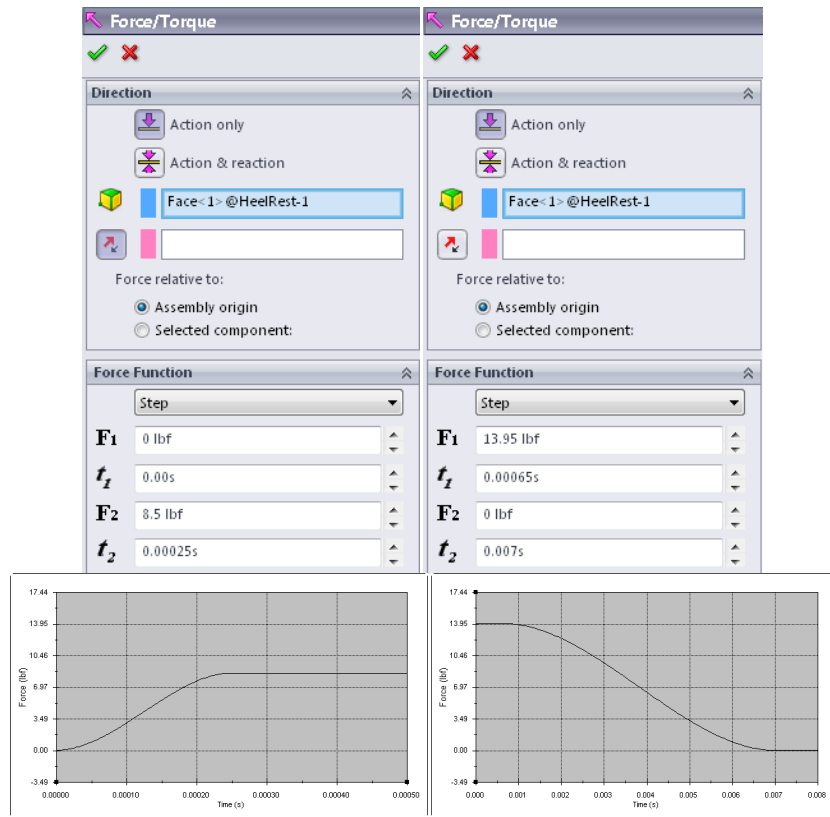 Force/Torque
Direction
Action only
Action & reaction
Face<1>@HeelRest-1
Force relative to:
Assembly origin
Selected component:
Force Function
Step
F1 0 lbf
t1 0.00s
F2 8.5 lbf
t2 0.00025s
17.44
13.95
10.46
6.97
3.49
0.00
-3.49
Force (lbf)
0.00000 0.00010 0.00020 0.00030 0.00040 0.00050
Time (s)
Force/Torque
Direction
Action only
Action & reaction
Face<1>@HeelRest-1
Force relative to:
Assembly origin
Selected component:
Force Function
Step
F1 13.95 lbf
t1 0.00065s
F2 0 lbf
t2 0.007s
17.44
13.95
10.46
6.97
3.49
0.00
-3.49
Force (lbf)
0.000 0.001 0.002 0.003 0.004 0.005 0.006 0.007 0.008
Time (s)